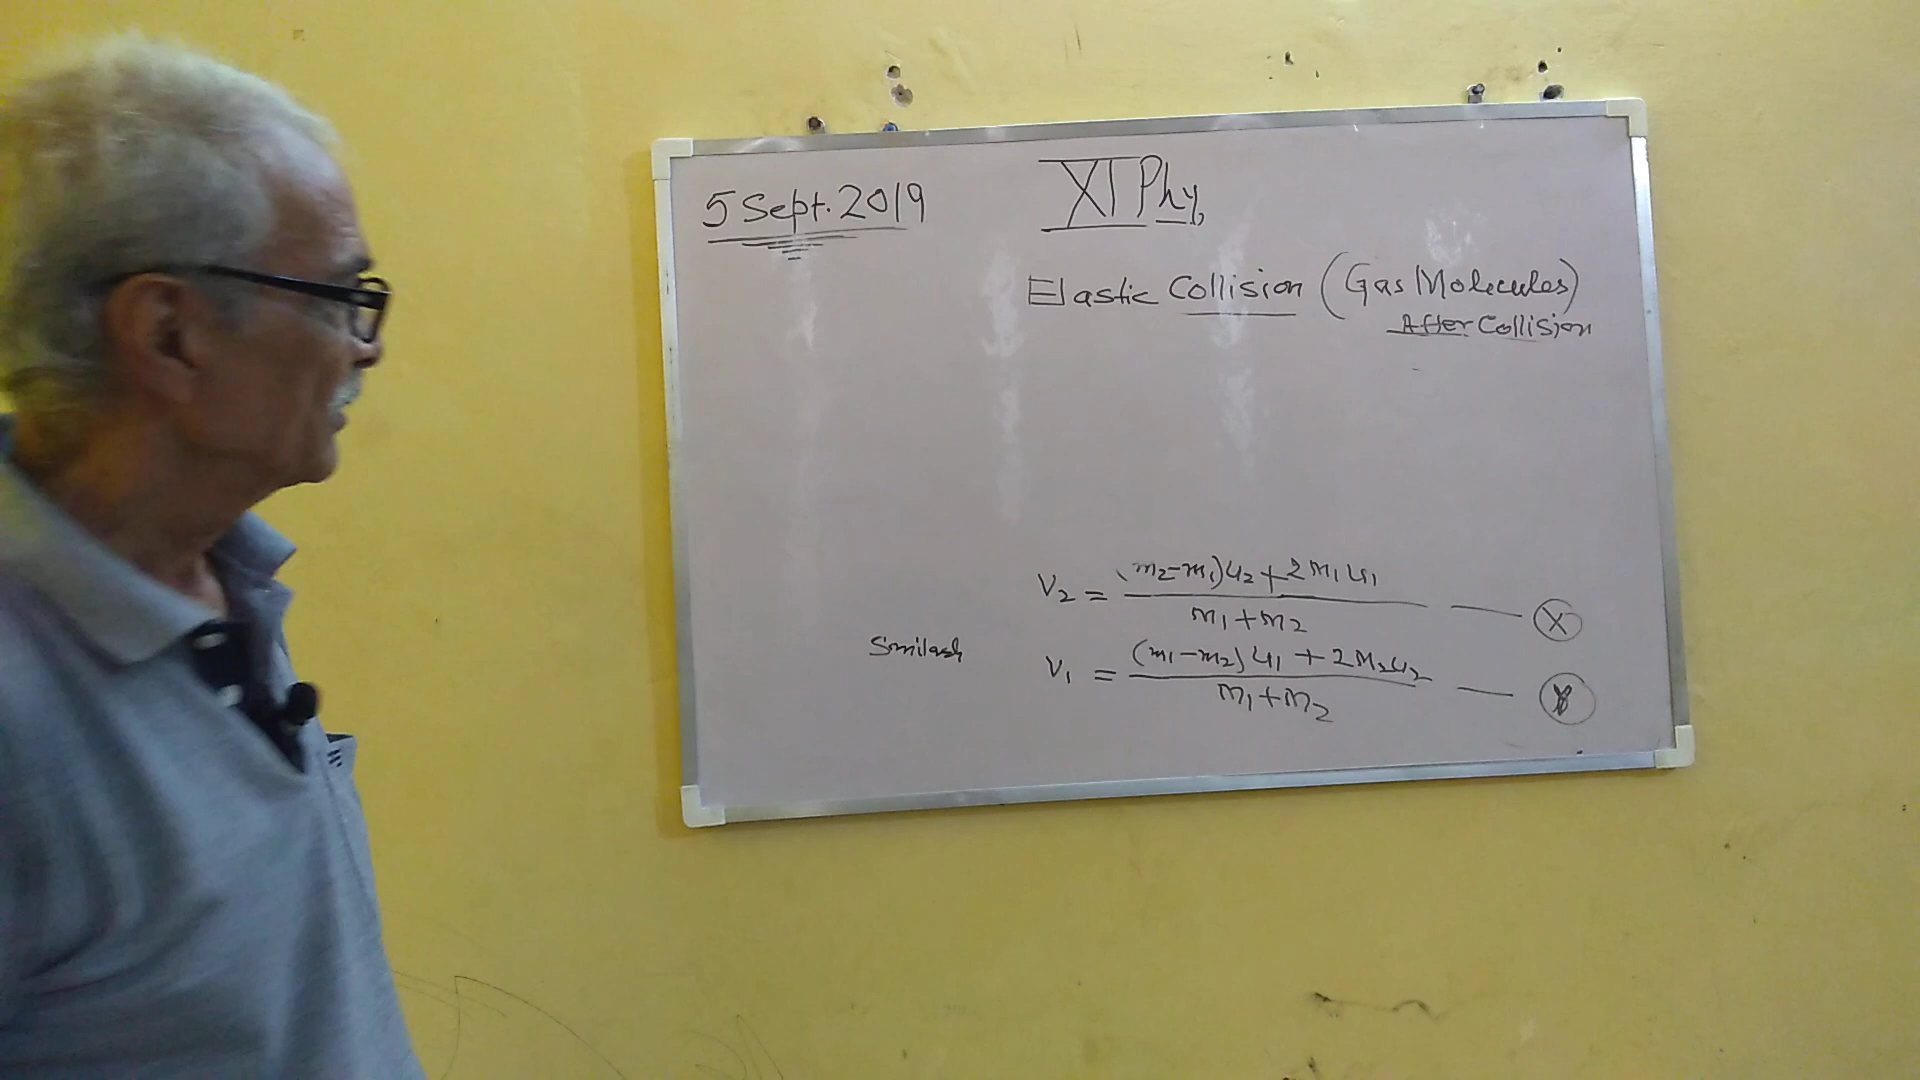 5 Sept. 2019
XI Phy,
Elastic Collision (Gas Molecules)
After Collision
V₂ = (m₂-m₁)u₂ + 2m₁u₁ / m₁+m₂ — X
V₁ = (m₁-m₂)u₁ + 2m₂u₂ / m₁+m₂ —